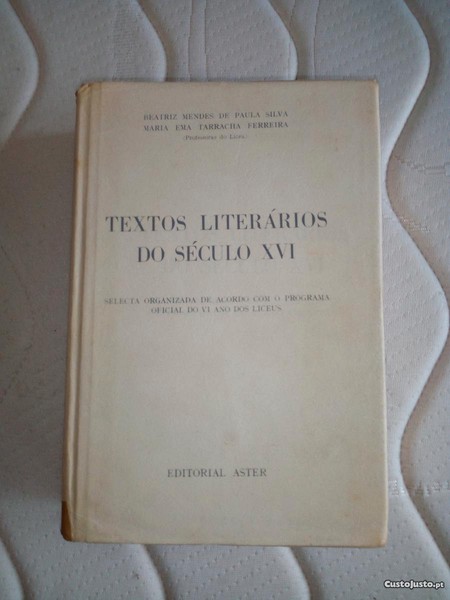 BEATRIZ MENDES DE PAULA SILVA
MARIA EMA TARRACHA FERREIRA
(Professoras do Liceu)
TEXTOS LITERÁRIOS
DO SÉCULO XVI
SELECTA ORGANIZADA DE ACORDO COM O PROGRAMA
OFICIAL DO VI ANO DOS LICEUS
EDITORIAL ASTER
CustoJusto.pt